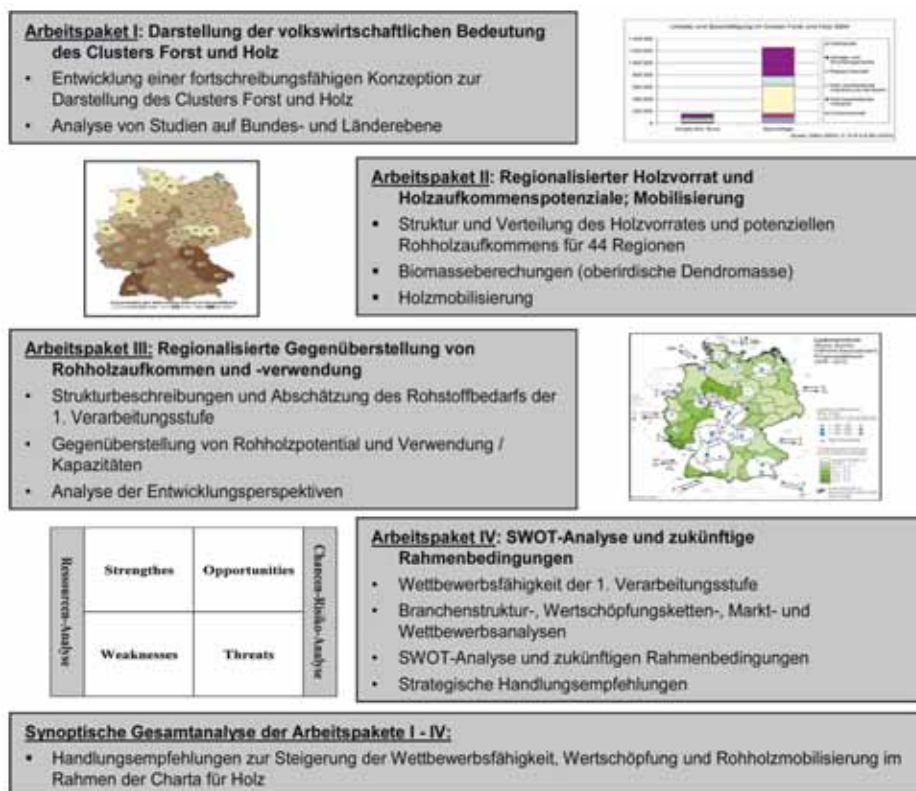 Arbeitspaket I: Darstellung der volkswirtschaftlichen Bedeutung
des Clusters Forst und Holz
• Entwicklung einer fortschreibungsfähigen Konzeption zur
Darstellung des Clusters Forst und Holz
• Analyse von Studien auf Bundes- und Länderebene
Arbeitspaket II: Regionalisierter Holzvorrat und
Holzaufkommenspotenziale; Mobilisierung
▪ Struktur und Verteilung des Holzvorrates und potenziellen
Rohholzaufkommens für 44 Regionen
▪ Biomasseberechungen (oberirdische Dendromasse)
▪ Holzmobilisierung
Arbeitspaket III: Regionalisierte Gegenüberstellung von
Rohholzaufkommen und -verwendung
• Strukturbeschreibungen und Abschätzung des Rohstoffbedarfs der
1. Verarbeitungsstufe
• Gegenüberstellung von Rohholzpotential und Verwendung /
Kapazitäten
• Analyse der Entwicklungsperspektiven
Ressourcen-Analyse
Strengthes
Opportunities
Weaknesses
Threats
Chancen-Risiko-Analyse
Arbeitspaket IV: SWOT-Analyse und zukünftige
Rahmenbedingungen
• Wettbewerbsfähigkeit der 1. Verarbeitungsstufe
• Branchenstruktur-, Wertschöpfungsketten-, Markt- und
Wettbewerbsanalysen
• SWOT-Analyse und zukünftigen Rahmenbedingungen
• Strategische Handlungsempfehlungen
Synoptische Gesamtanalyse der Arbeitspakete I - IV:
▪ Handlungsempfehlungen zur Steigerung der Wettbewerbsfähigkeit, Wertschöpfung und Rohholzmobilisierung im
Rahmen der Charta für Holz